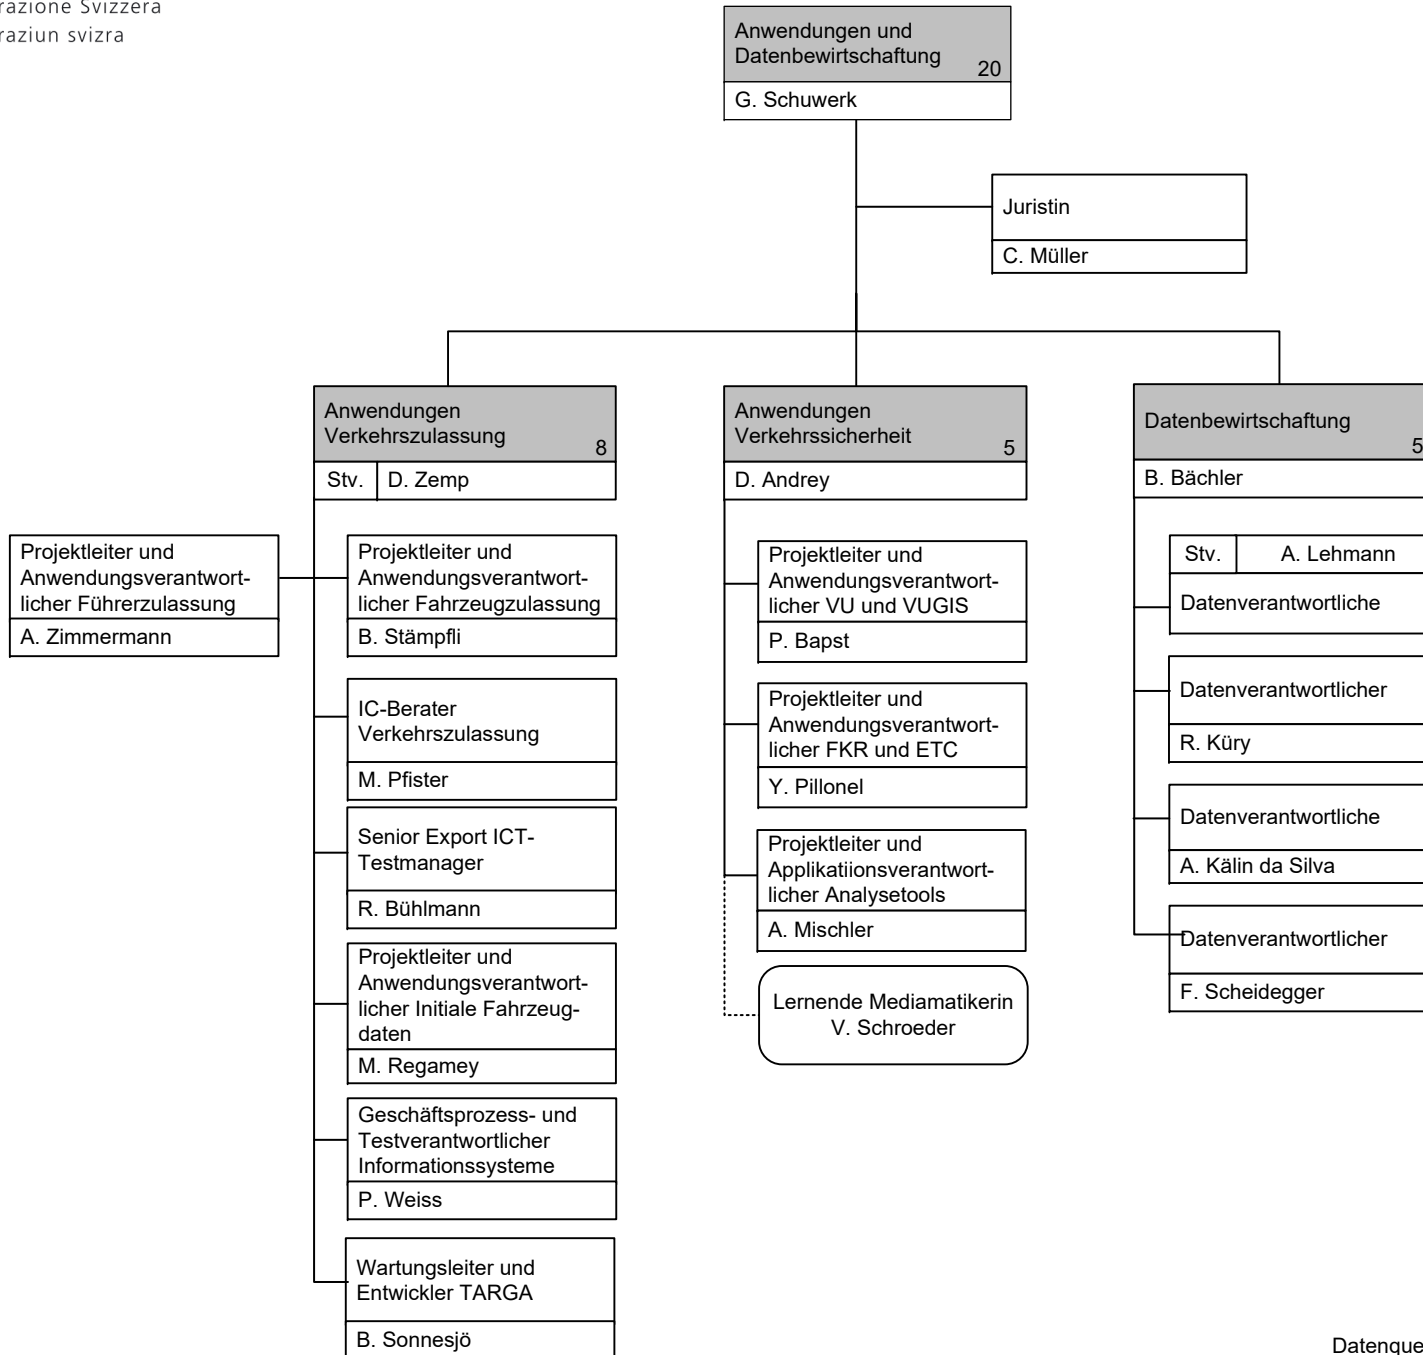 razione Svizzera
raziun svizra
Anwendungen und
Datenbewirtschaftung
20
G. Schuwerk
Juristin
C. Müller
Anwendungen
Verkehrszulassung
8
Stv. D. Zemp
Projektleiter und
Anwendungsverantwort-
licher Führerzulassung
A. Zimmermann
Projektleiter und
Anwendungsverantwort-
licher Fahrzeugzulassung
B. Stämpfli
IC-Berater
Verkehrszulassung
M. Pfister
Senior Export ICT-
Testmanager
R. Bühlmann
Projektleiter und
Anwendungsverantwort-
licher Initiale Fahrzeug-
daten
M. Regamey
Geschäftsprozess- und
Testverantwortlicher
Informationssysteme
P. Weiss
Wartungsleiter und
Entwickler TARGA
B. Sonnesjö
Anwendungen
Verkehrssicherheit
5
D. Andrey
Projektleiter und
Anwendungsverantwort-
licher VU und VUGIS
P. Bapst
Projektleiter und
Anwendungsverantwort-
licher FKR und ETC
Y. Pillonel
Projektleiter und
Applikatiionsverantwort-
licher Analysetools
A. Mischler
Lernende Mediamatikerin
V. Schroeder
Datenbewirtschaftung
5
B. Bächler
Stv. A. Lehmann
Datenverantwortliche
Datenverantwortlicher
R. Küry
Datenverantwortliche
A. Kälin da Silva
Datenverantwortlicher
F. Scheidegger
Datenque